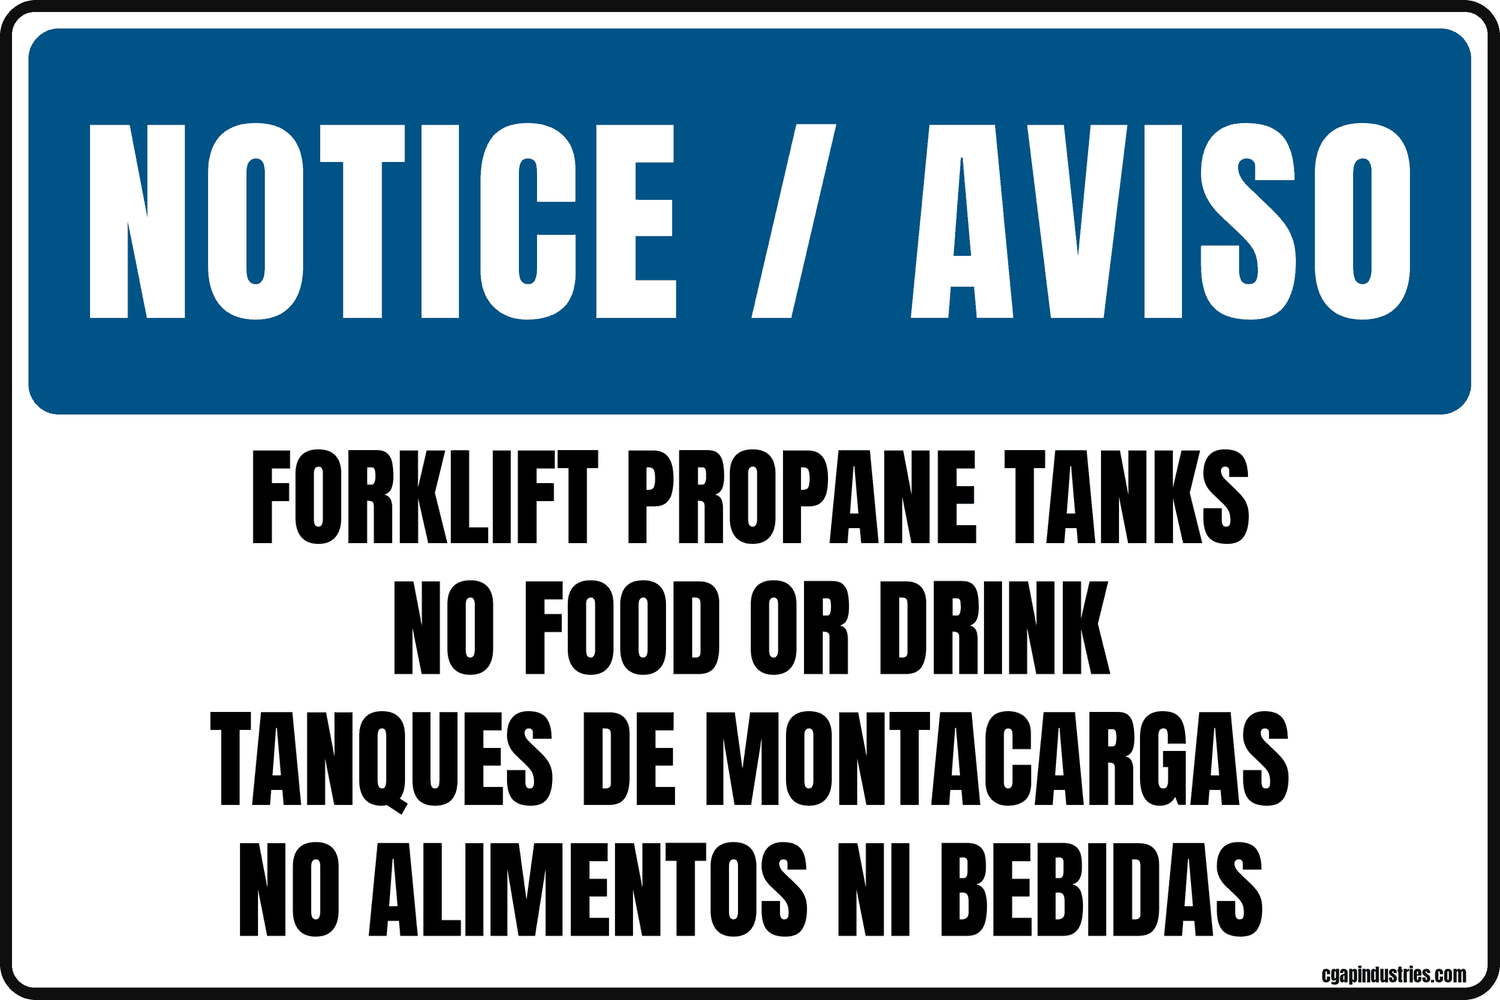 NOTICE / AVISO
FORKLIFT PROPANE TANKS
NO FOOD OR DRINK
TANQUES DE MONTACARGAS
NO ALIMENTOS NI BEBIDAS
cgapindustries.com